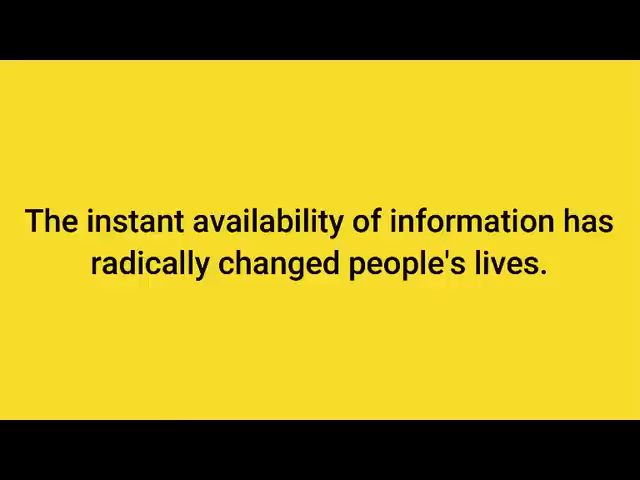 The instant availability of information has
radically changed people's lives.